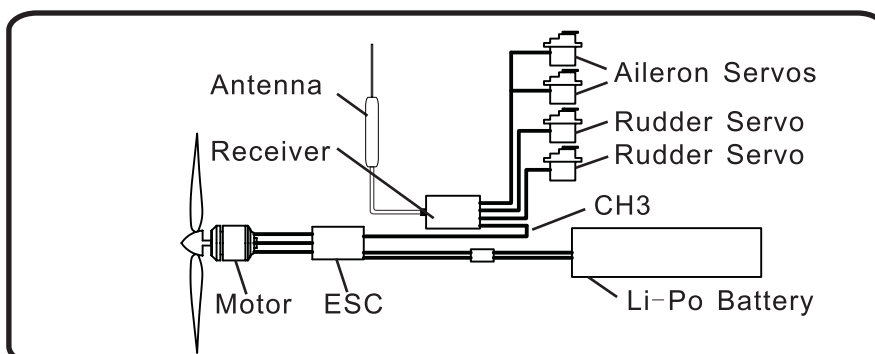 Antenna
Aileron Servos
Rudder Servo
Receiver
Rudder Servo
CH3
Motor
ESC
Li-Po Battery